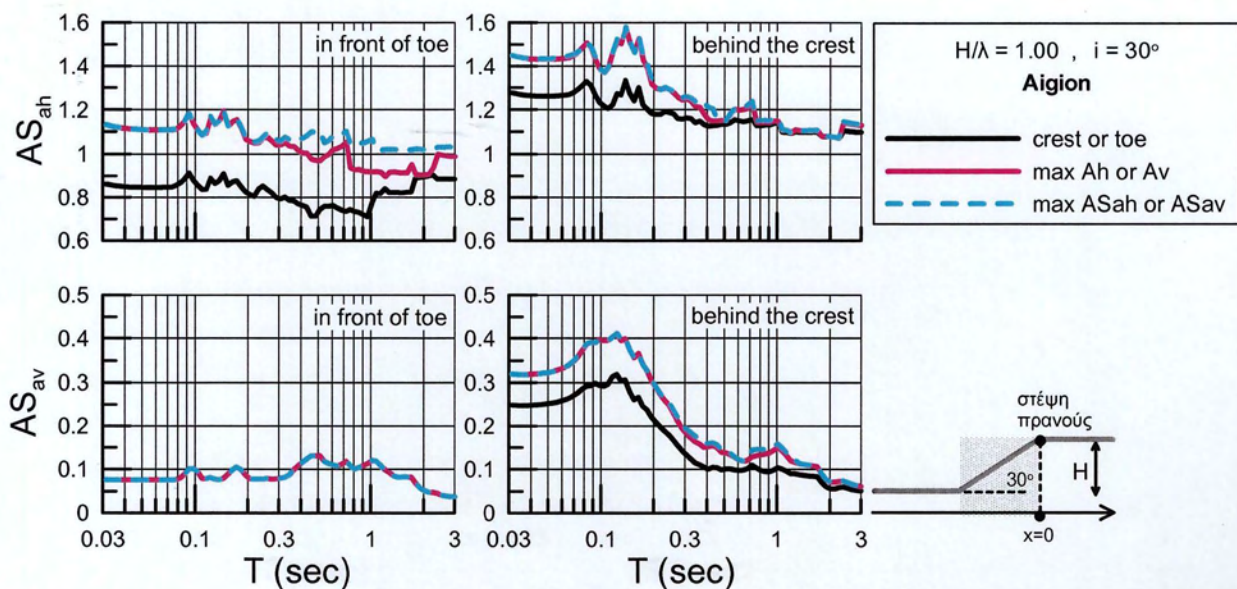 1.6
1.4
1.2
1
0.8
0.6
AS_ah
in front of toe
1.6
1.4
1.2
1
0.8
0.6
behind the crest
H/λ = 1.00 , i = 30°
Aigion
crest or toe
max Ah or Av
max ASah or ASav
0.5
0.4
0.3
0.2
0.1
0
AS_av
in front of toe
0.03
0.1
1
3
T (sec)
0.5
0.4
0.3
0.2
0.1
0
behind the crest
0.03
0.1
1
3
T (sec)
στέψη
πρανούς
30°
H
x=0